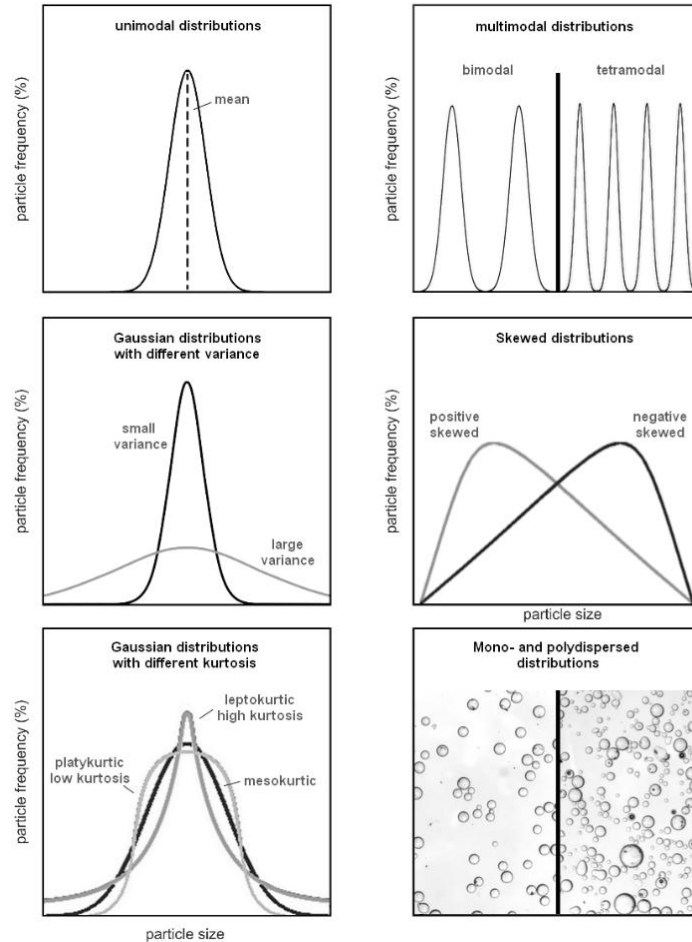 unimodal distributions
mean
particle frequency (%)
multimodal distributions
bimodal
tetramodal
particle frequency (%)
Gaussian distributions
with different variance
small
variance
large
variance
particle frequency (%)
Skewed distributions
positive
skewed
negative
skewed
particle frequency (%)
particle size
Gaussian distributions
with different kurtosis
leptokurtic
high kurtosis
platykurtic
low kurtosis
mesokurtic
particle frequency (%)
particle size
Mono- and polydispersed
distributions